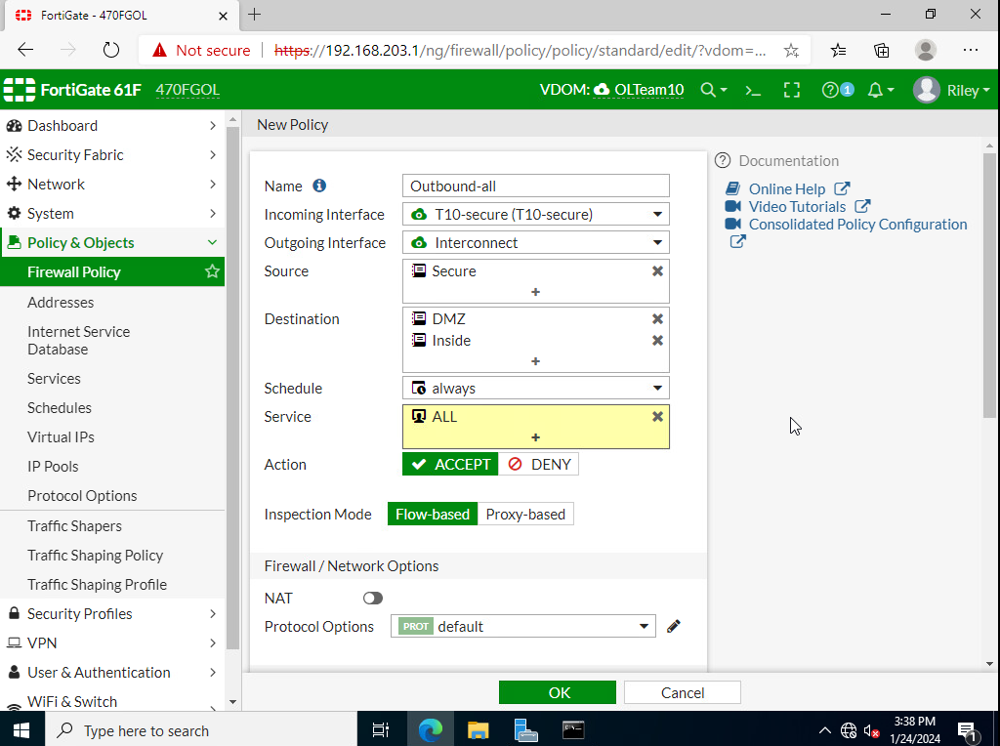 FortiGate - 470FGOL
Not secure
https://192.168.203.1/ng/firewall/policy/policy/standard/edit/?vdom=...
FortiGate 61F
470FGOL
VDOM: OLTeam10
1
Riley
Dashboard
Security Fabric
Network
System
Policy & Objects
Firewall Policy
Addresses
Internet Service
Database
Services
Schedules
Virtual IPs
IP Pools
Protocol Options
Traffic Shapers
Traffic Shaping Policy
Traffic Shaping Profile
Security Profiles
VPN
User & Authentication
WiFi & Switch
New Policy
Name
Outbound-all
Incoming Interface
T10-secure (T10-secure)
Outgoing Interface
Interconnect
Source
Secure
Destination
DMZ
Inside
Schedule
always
Service
ALL
Action
ACCEPT
DENY
Inspection Mode
Flow-based
Proxy-based
Firewall / Network Options
NAT
Protocol Options
PROT
default
OK
Cancel
Documentation
Online Help
Video Tutorials
Consolidated Policy Configuration
Type here to search
3:38 PM
1/24/2024
1